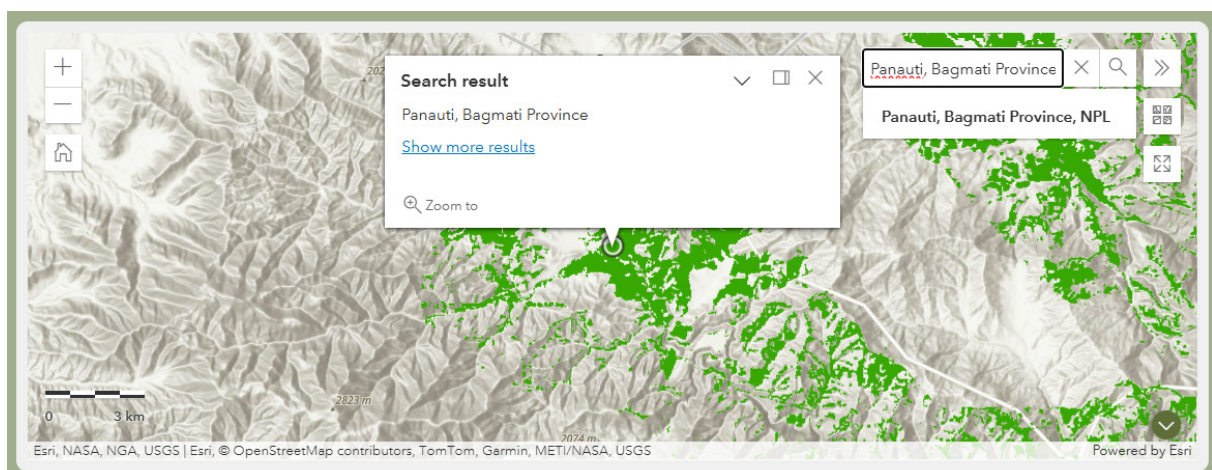 202
Search result
Panauti, Bagmati Province
Show more results
Zoom to
Panauti, Bagmati Province
Panauti, Bagmati Province, NPL
0 3 km
2823 m
2074 m
Esri, NASA, NGA, USGS | Esri, © OpenStreetMap contributors, TomTom, Garmin, METI/NASA, USGS
Powered by Esri